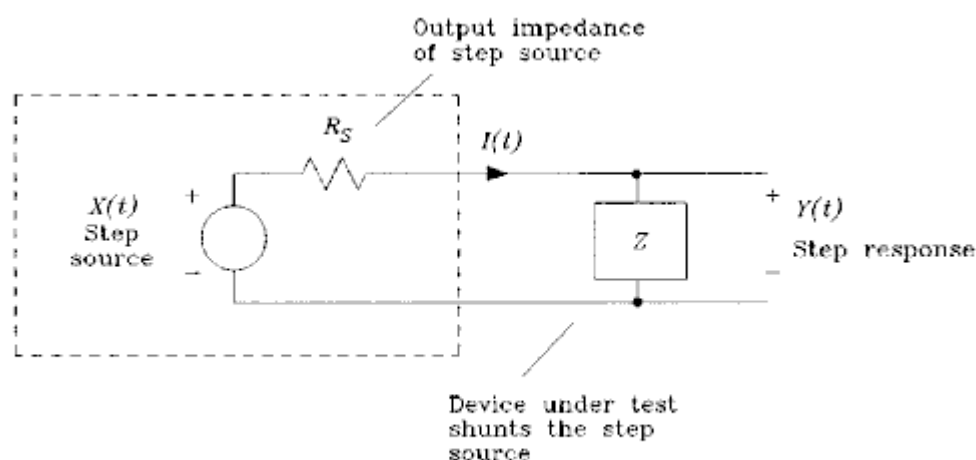 Output impedance
of step source
R_S
I(t)
+
X(t)
Step
source
−
Z
+
Y(t)
Step response
−
Device under test
shunts the step
source